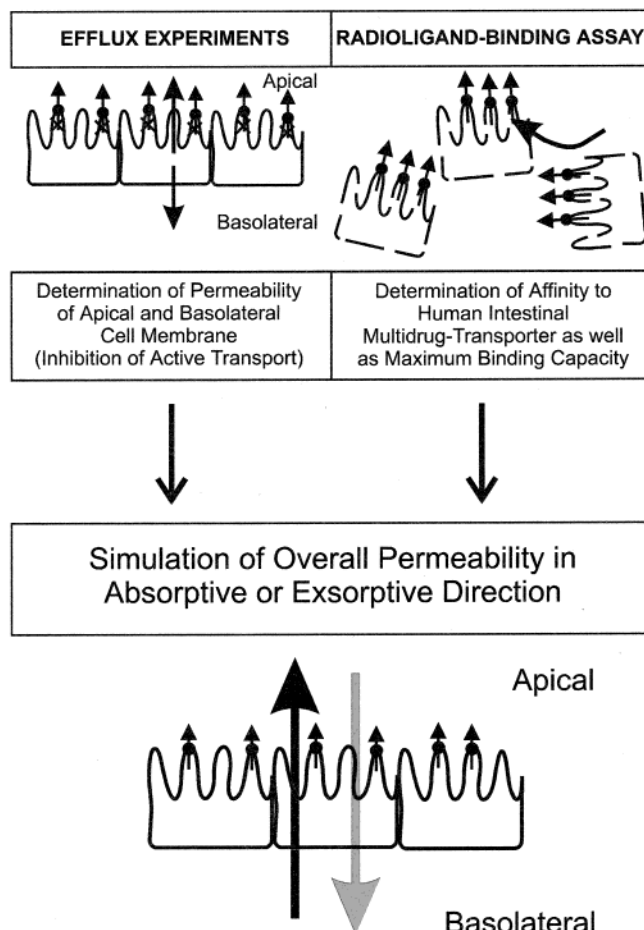 EFFLUX EXPERIMENTS
RADIOLIGAND-BINDING ASSAY
Apical
Basolateral
Determination of Permeability
of Apical and Basolateral
Cell Membrane
(Inhibition of Active Transport)
Determination of Affinity to
Human Intestinal
Multidrug-Transporter as well
as Maximum Binding Capacity
Simulation of Overall Permeability in
Absorptive or Exsorptive Direction
Apical
Basolateral